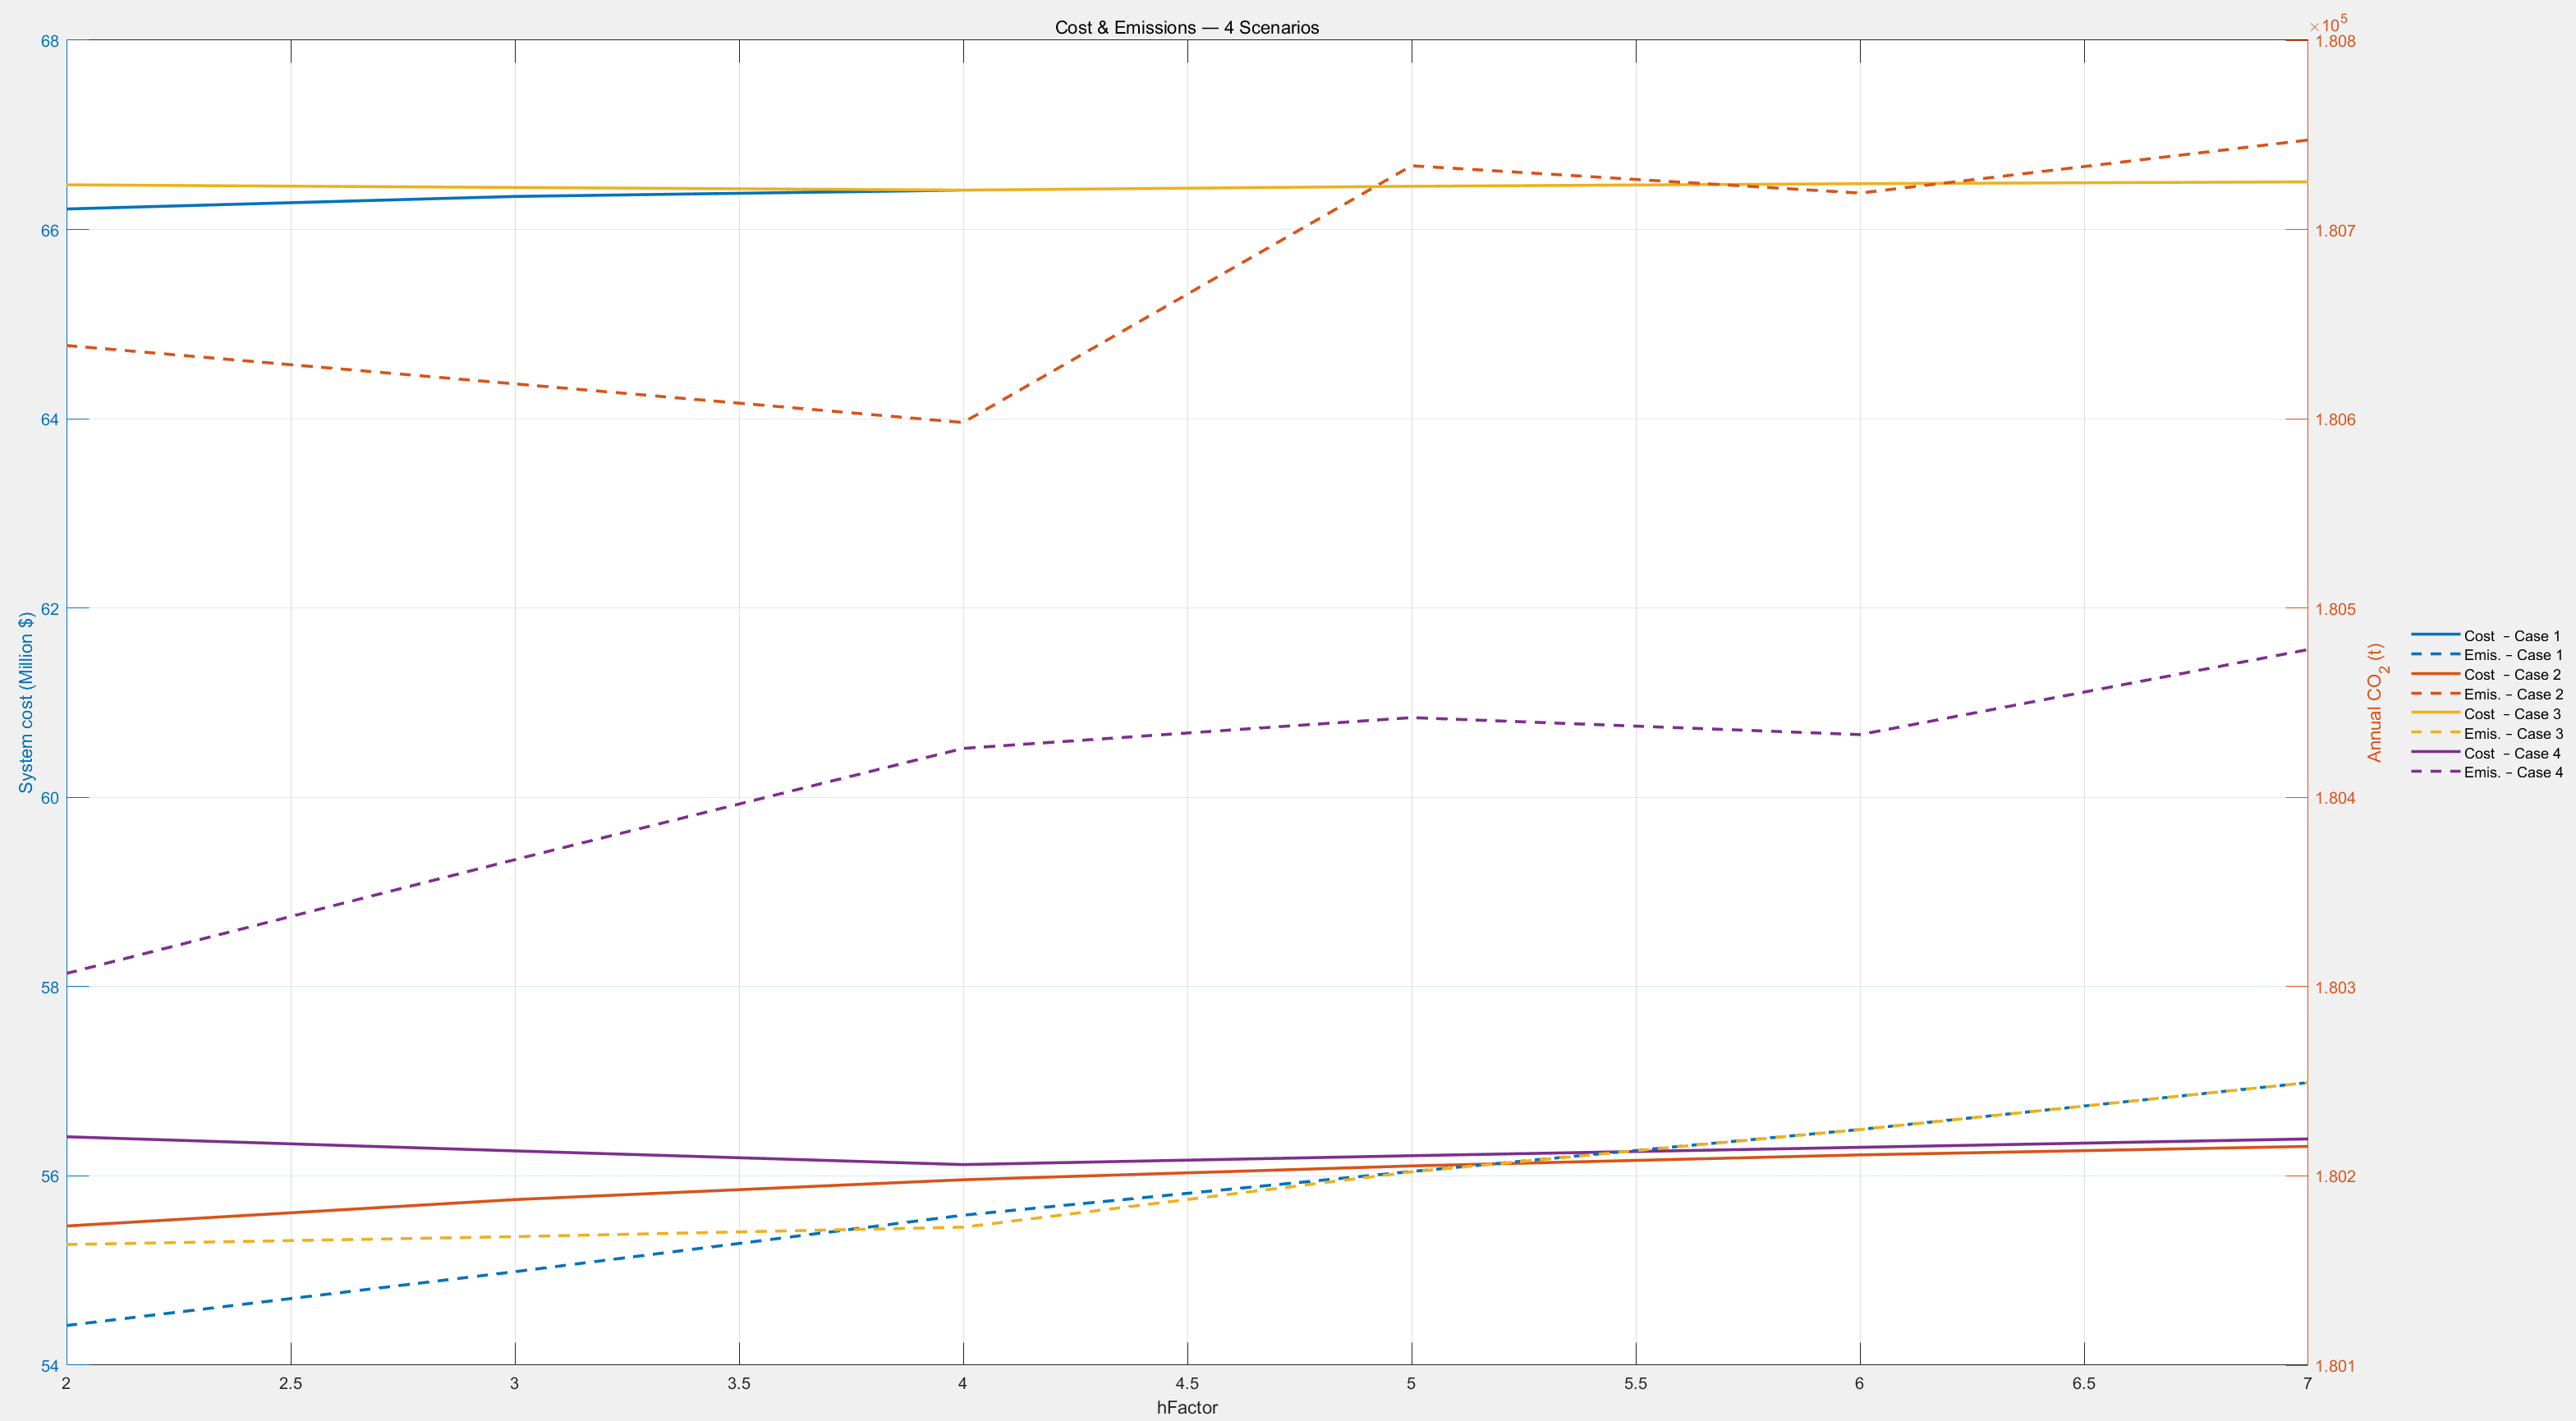 Cost & Emissions — 4 Scenarios
×10^5
68
66
64
62
60
58
56
54
System cost (Million $)
1.808
1.807
1.806
1.805
1.804
1.803
1.802
1.801
Annual CO2 (t)
2 2.5 3 3.5 4 4.5 5 5.5 6 6.5 7
hFactor
Cost – Case 1
Emis. – Case 1
Cost – Case 2
Emis. – Case 2
Cost – Case 3
Emis. – Case 3
Cost – Case 4
Emis. – Case 4